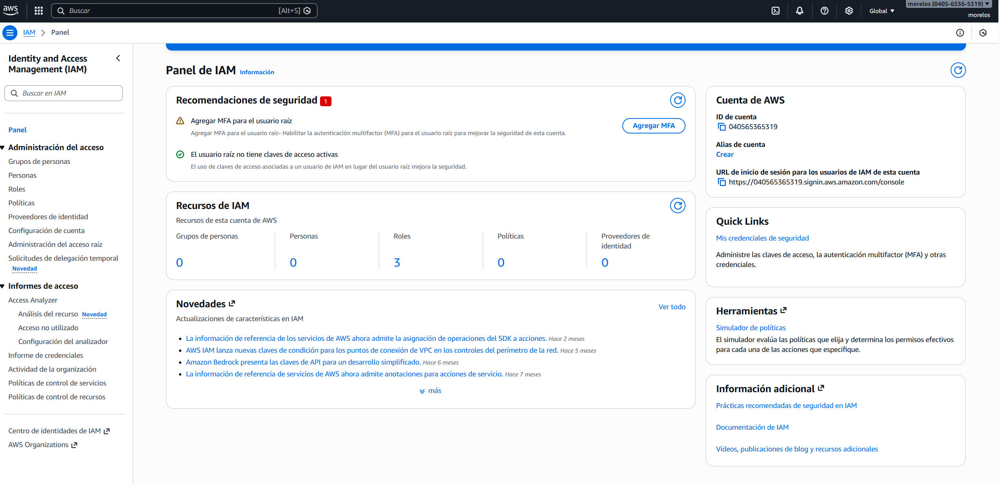 aws
Buscar
[Alt+S]
Global
morelos (0405-6536-5319)
morelos
IAM
Panel
Identity and Access
Management (IAM)
Buscar en IAM
Panel
Administración del acceso
Grupos de personas
Personas
Roles
Políticas
Proveedores de identidad
Configuración de cuenta
Administración del acceso raíz
Solicitudes de delegación temporal
Novedad
Informes de acceso
Access Analyzer
Análisis del recurso Novedad
Acceso no utilizado
Configuración del analizador
Informe de credenciales
Actividad de la organización
Políticas de control de servicios
Políticas de control de recursos
Centro de identidades de IAM
AWS Organizations
Panel de IAM Información
Recomendaciones de seguridad 1
Agregar MFA para el usuario raíz
Agregar MFA para el usuario raíz- Habilitar la autenticación multifactor (MFA) para el usuario raíz para mejorar la seguridad de esta cuenta.
Agregar MFA
El usuario raíz no tiene claves de acceso activas
El uso de claves de acceso asociadas a un usuario de IAM en lugar del usuario raíz mejora la seguridad.
Recursos de IAM
Recursos de esta cuenta de AWS
Grupos de personas
0
Personas
0
Roles
3
Políticas
0
Proveedores de
identidad
0
Novedades
Ver todo
Actualizaciones de características en IAM
La información de referencia de los servicios de AWS ahora admite la asignación de operaciones del SDK a acciones. Hace 2 meses
AWS IAM lanza nuevas claves de condición para los puntos de conexión de VPC en los controles del perímetro de la red. Hace 5 meses
Amazon Bedrock presenta las claves de API para un desarrollo simplificado. Hace 6 meses
La información de referencia de servicios de AWS ahora admite anotaciones para acciones de servicio. Hace 7 meses
más
Cuenta de AWS
ID de cuenta
040565365319
Alias de cuenta
Crear
URL de inicio de sesión para los usuarios de IAM de esta cuenta
https://040565365319.signin.aws.amazon.com/console
Quick Links
Mis credenciales de seguridad
Administre las claves de acceso, la autenticación multifactor (MFA) y otras
credenciales.
Herramientas
Simulador de políticas
El simulador evalúa las políticas que elija y determina los permisos efectivos
para cada una de las acciones que especifique.
Información adicional
Prácticas recomendadas de seguridad en IAM
Documentación de IAM
Vídeos, publicaciones de blog y recursos adicionales